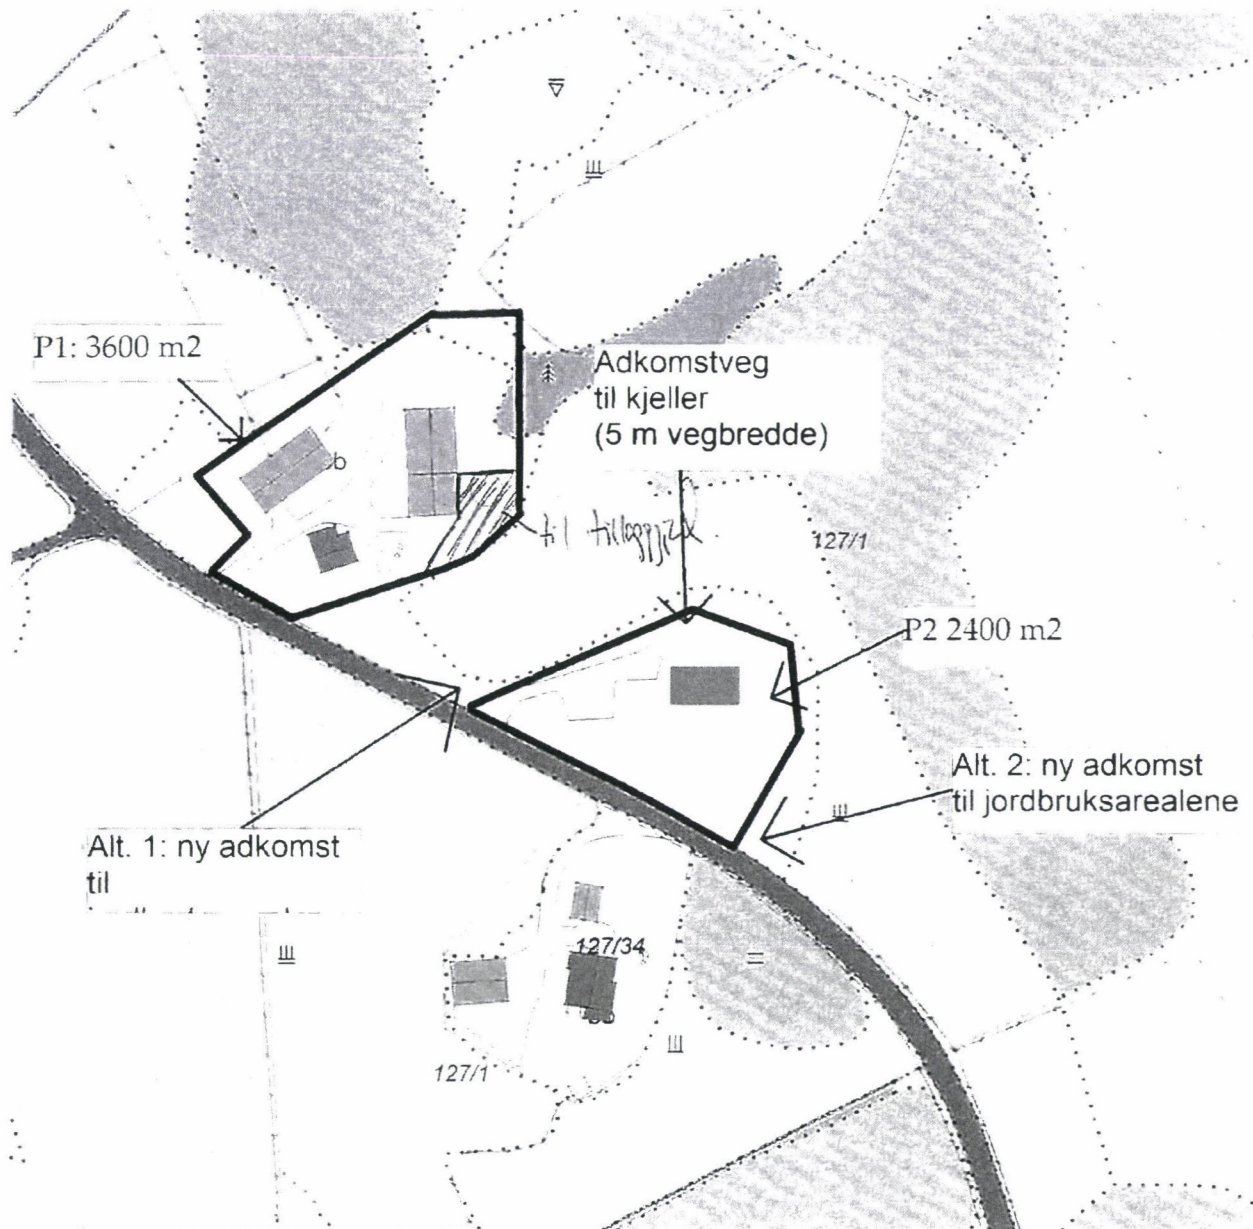 P1: 3600 m2
Adkomstveg
til kjeller
(5 m vegbredde)
b
til
127/1
P2 2400 m2
Alt. 2: ny adkomst
til jordbruksarealene
Alt. 1: ny adkomst
til
127/34
127/1